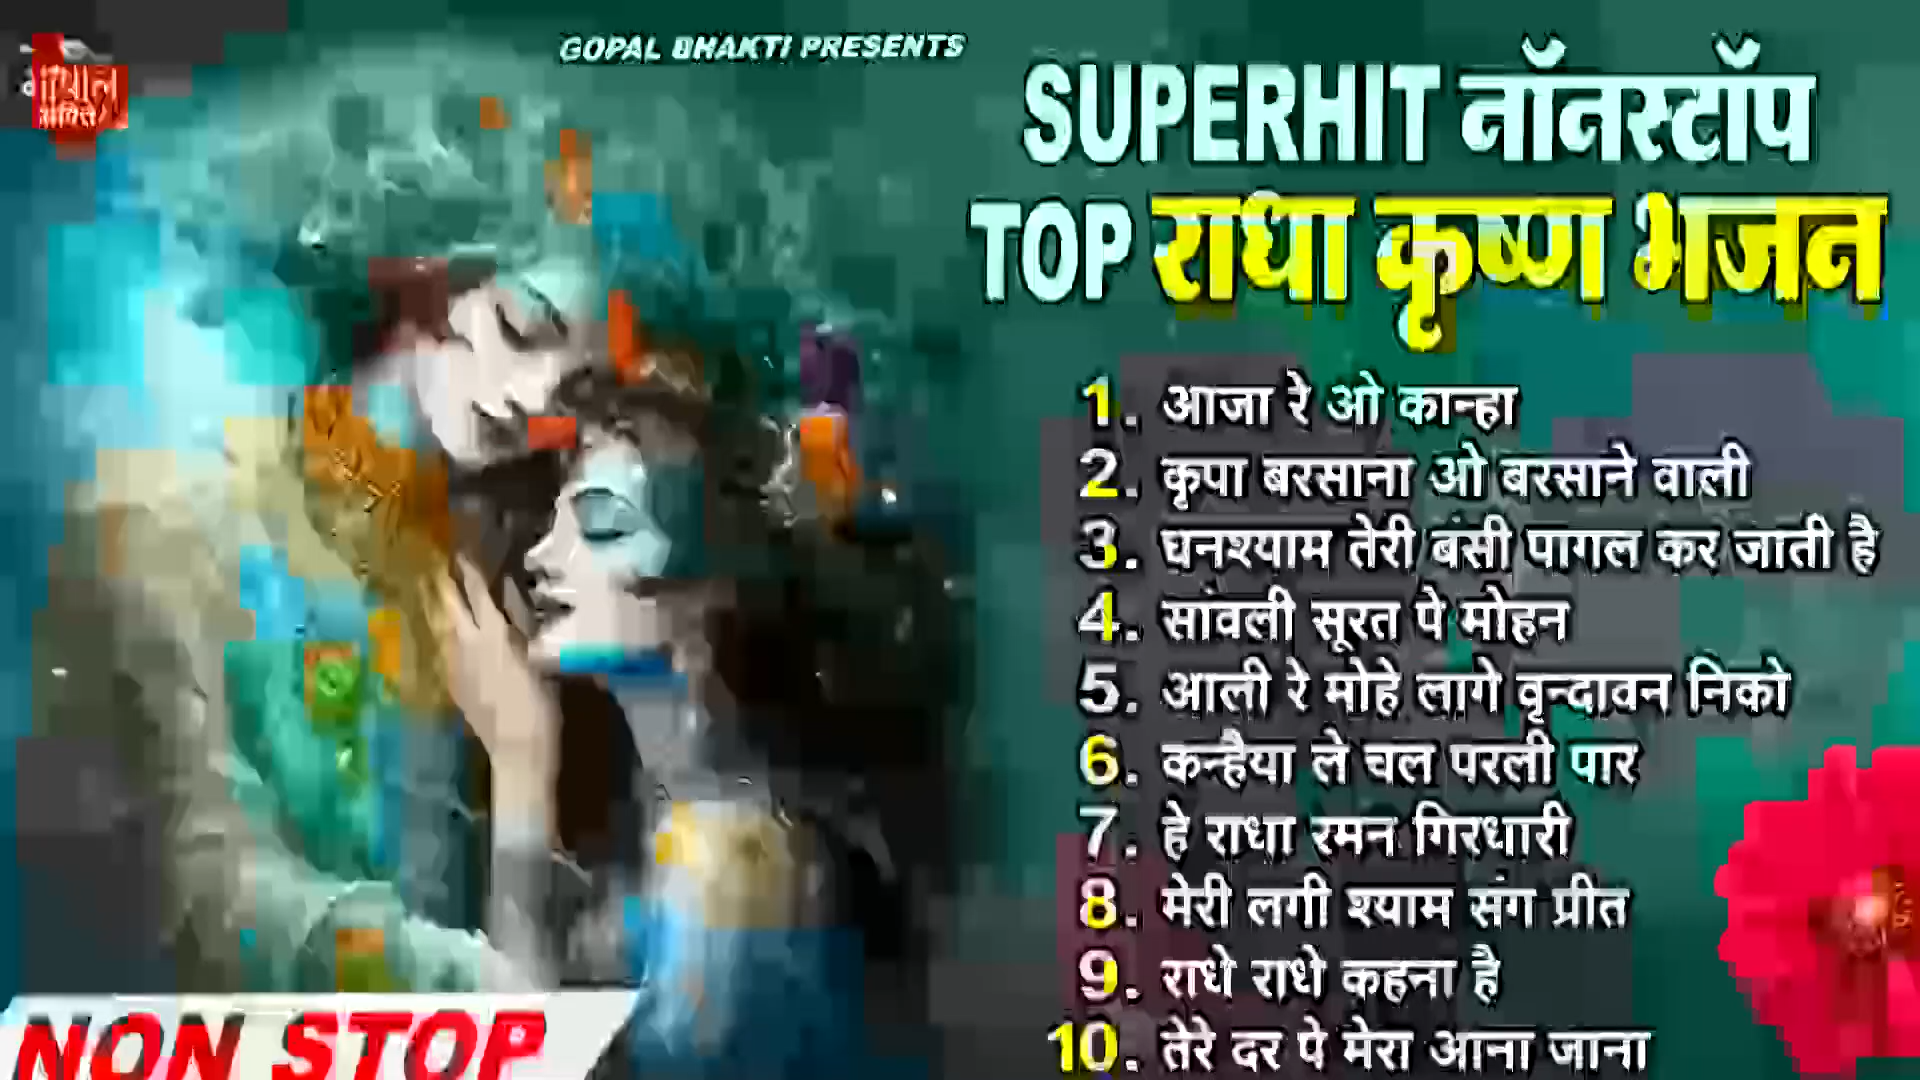 गोपाल
भक्ति
GOPAL BHAKTI PRESENTS
SUPERHIT नॉनस्टॉप
TOP राधा कृष्ण भजन
1. आजा रे ओ कान्हा
2. कृपा बरसाना ओ बरसाने वाली
3. घनश्याम तेरी बंसी पागल कर जाती है
4. सांवली सूरत पे मोहन
5. आली रे मोहे लागे वृन्दावन निको
6. कन्हैया ले चल परली पार
7. हे राधा रमन गिरधारी
8. मेरी लगी श्याम संग प्रीत
9. राधे राधे कहना है
10. तेरे दर पे मेरा आना जाना
NON STOP